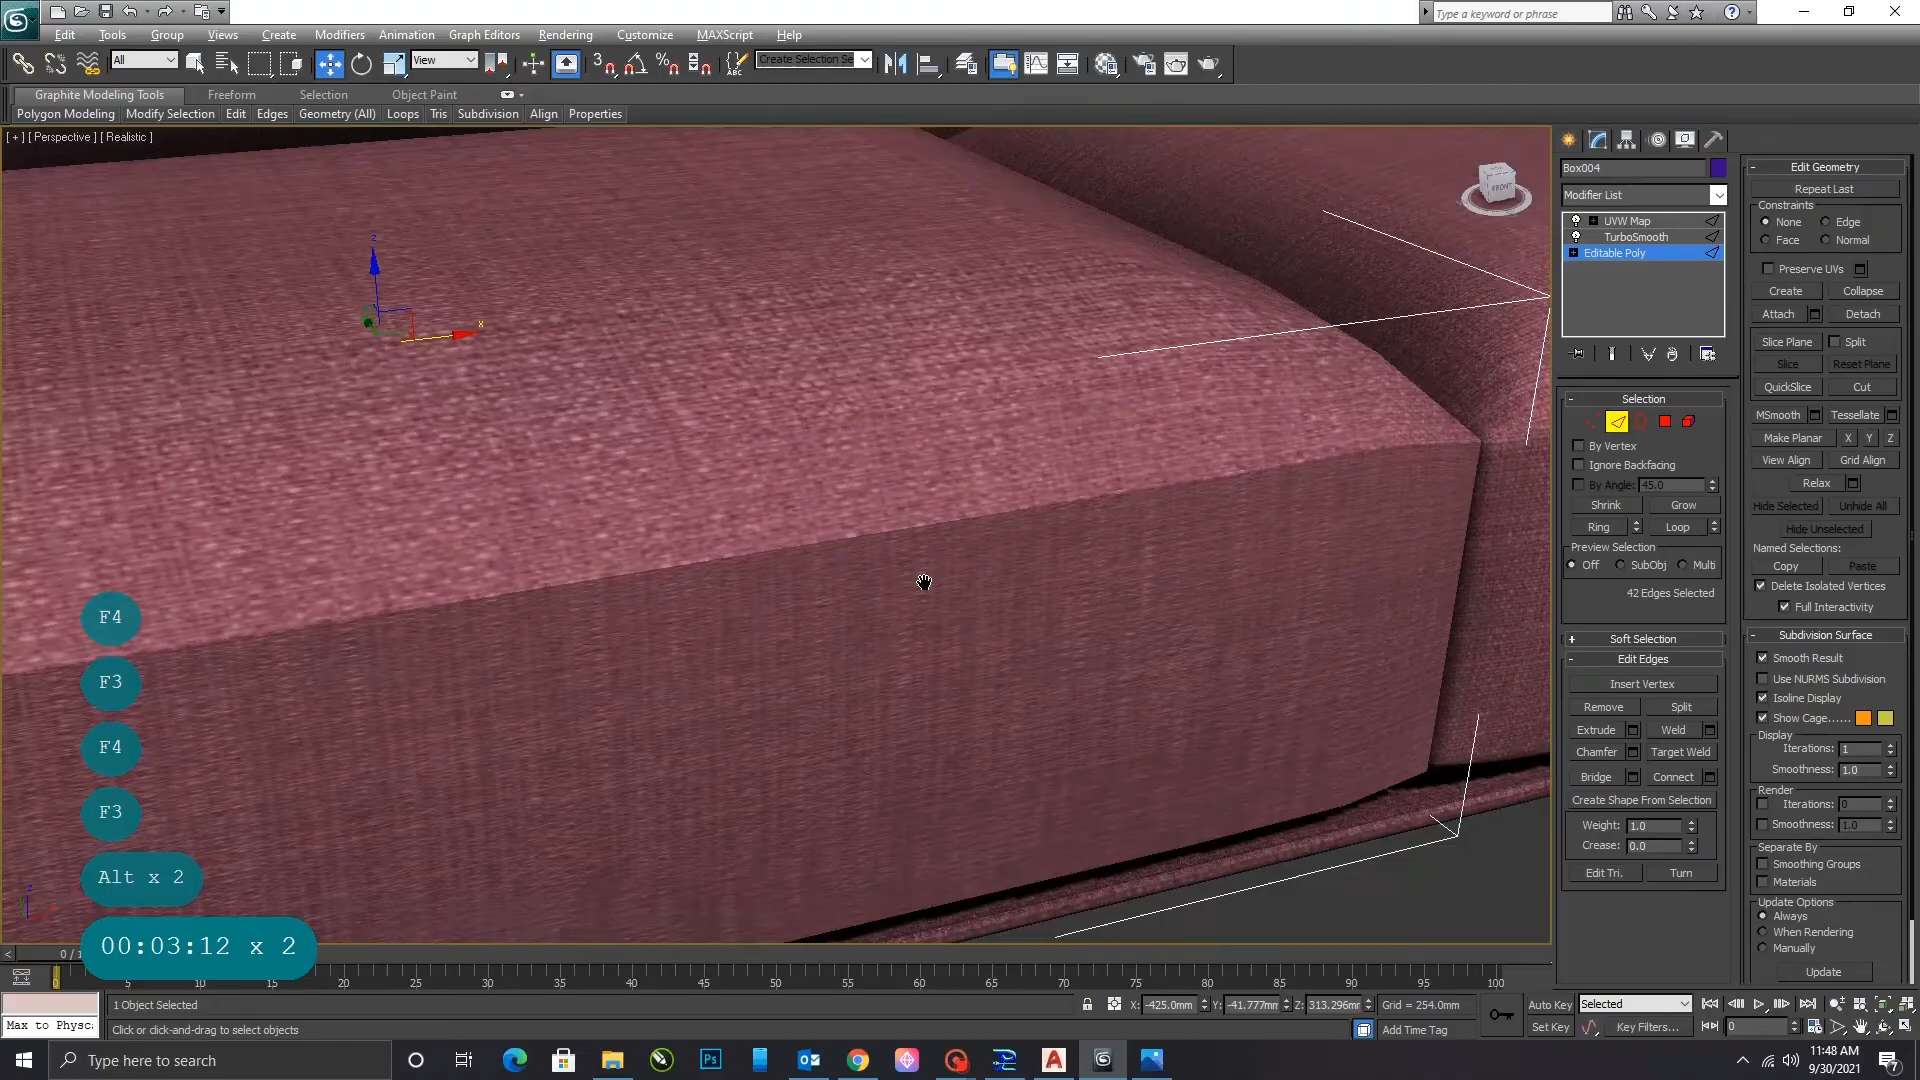 Type a keyword or phrase
Edit Tools Group Views Create Modifiers Animation Graph Editors Rendering Customize MAXScript Help
All View Create Selection Se
Graphite Modeling Tools Freeform Selection Object Paint
Polygon Modeling Modify Selection Edit Edges Geometry (All) Loops Tris Subdivision Align Properties
[ + ] [ Perspective ] [ Realistic ]
FRONT
z
x
Box004
Modifier List
UVW Map
TurboSmooth
Editable Poly
Selection
By Vertex
Ignore Backfacing
By Angle: 45.0
Shrink Grow
Ring Loop
Preview Selection
Off SubObj Multi
42 Edges Selected
Soft Selection
Edit Edges
Insert Vertex
Remove Split
Extrude Weld
Chamfer Target Weld
Bridge Connect
Create Shape From Selection
Weight: 1.0
Crease: 0.0
Edit Tri. Turn
Edit Geometry
Repeat Last
Constraints
None Edge
Face Normal
Preserve UVs
Create Collapse
Attach Detach
Slice Plane Split
Slice Reset Plane
QuickSlice Cut
MSmooth Tessellate
Make Planar X Y Z
View Align Grid Align
Relax
Hide Selected Unhide All
Hide Unselected
Named Selections:
Copy Paste
Delete Isolated Vertices
Full Interactivity
Subdivision Surface
Smooth Result
Use NURMS Subdivision
Isoline Display
Show Cage......
Display
Iterations: 1
Smoothness: 1.0
Render
Iterations: 0
Smoothness: 1.0
Separate By
Smoothing Groups
Materials
Update Options
Always
When Rendering
Manually
Update
F4
F3
F4
F3
Alt x 2
00:03:12 x 2
0 5 10 15 20 25 30 35 40 45 50 55 60 65 70 75 80 85 90 95 100
1 Object Selected X: -425.0mm Y: -41.777mm Z: 313.296mm Grid = 254.0mm Auto Key Selected
Max to Physc: Click or click-and-drag to select objects Add Time Tag Set Key Key Filters... 0
Type here to search
11:48 AM
9/30/2021
7